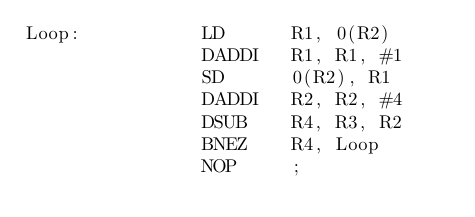 Loop: LD R1, 0(R2)
DADDI R1, R1, #1
SD 0(R2), R1
DADDI R2, R2, #4
DSUB R4, R3, R2
BNEZ R4, Loop
NOP ;